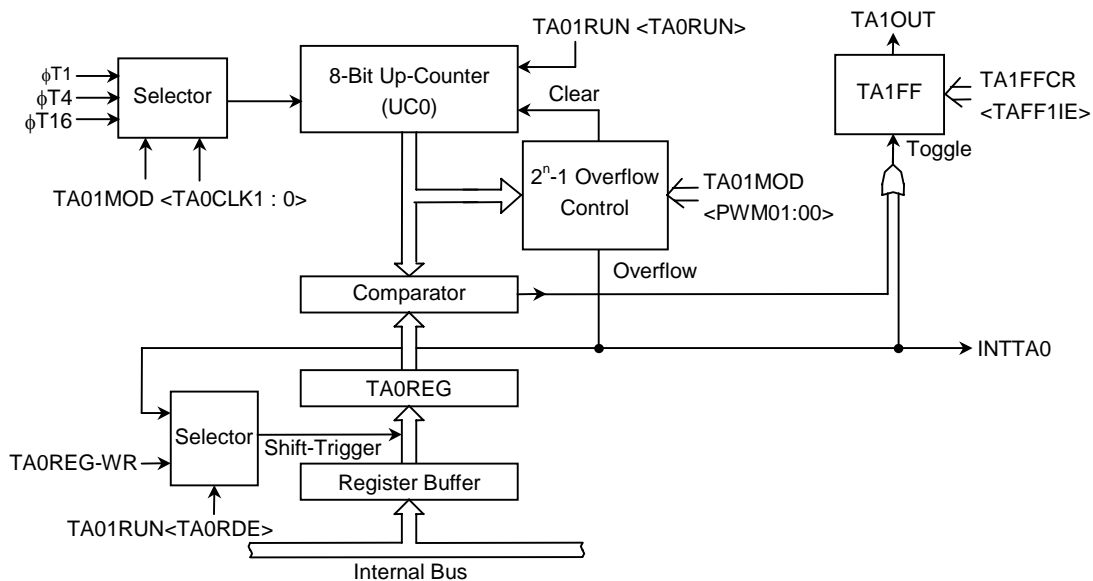 TA1OUT
TA01RUN <TA0RUN>
8-Bit Up-Counter
(UC0)
ϕT1
ϕT4
ϕT16
Selector
TA1FF
TA1FFCR
<TAFF1IE>
Clear
Toggle
TA01MOD <TA0CLK1 : 0>
2ⁿ-1 Overflow
Control
TA01MOD
<PWM01:00>
Overflow
Comparator
INTTA0
TA0REG
Selector
Shift-Trigger
TA0REG-WR
Register Buffer
TA01RUN<TA0RDE>
Internal Bus